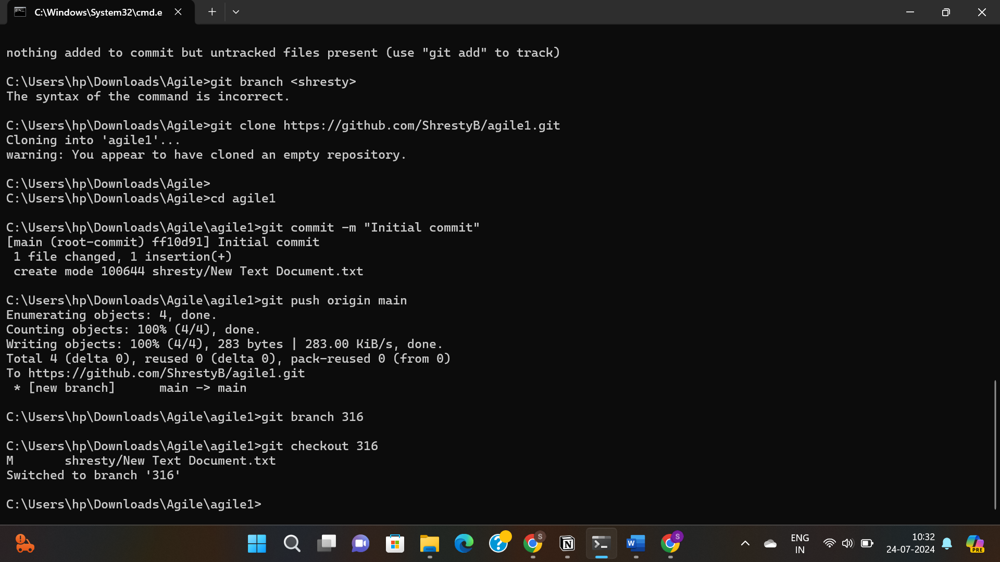 C:\Windows\System32\cmd.e
nothing added to commit but untracked files present (use "git add" to track)
C:\Users\hp\Downloads\Agile>git branch <shresty>
The syntax of the command is incorrect.
C:\Users\hp\Downloads\Agile>git clone https://github.com/ShrestyB/agile1.git
Cloning into 'agile1'...
warning: You appear to have cloned an empty repository.
C:\Users\hp\Downloads\Agile>
C:\Users\hp\Downloads\Agile>cd agile1
C:\Users\hp\Downloads\Agile\agile1>git commit -m "Initial commit"
[main (root-commit) ff10d91] Initial commit
 1 file changed, 1 insertion(+)
 create mode 100644 shresty/New Text Document.txt
C:\Users\hp\Downloads\Agile\agile1>git push origin main
Enumerating objects: 4, done.
Counting objects: 100% (4/4), done.
Writing objects: 100% (4/4), 283 bytes | 283.00 KiB/s, done.
Total 4 (delta 0), reused 0 (delta 0), pack-reused 0 (from 0)
To https://github.com/ShrestyB/agile1.git
 * [new branch]      main -> main
C:\Users\hp\Downloads\Agile\agile1>git branch 316
C:\Users\hp\Downloads\Agile\agile1>git checkout 316
M       shresty/New Text Document.txt
Switched to branch '316'
C:\Users\hp\Downloads\Agile\agile1>
S
W
S
ENG
IN
10:32
24-07-2024
PRE